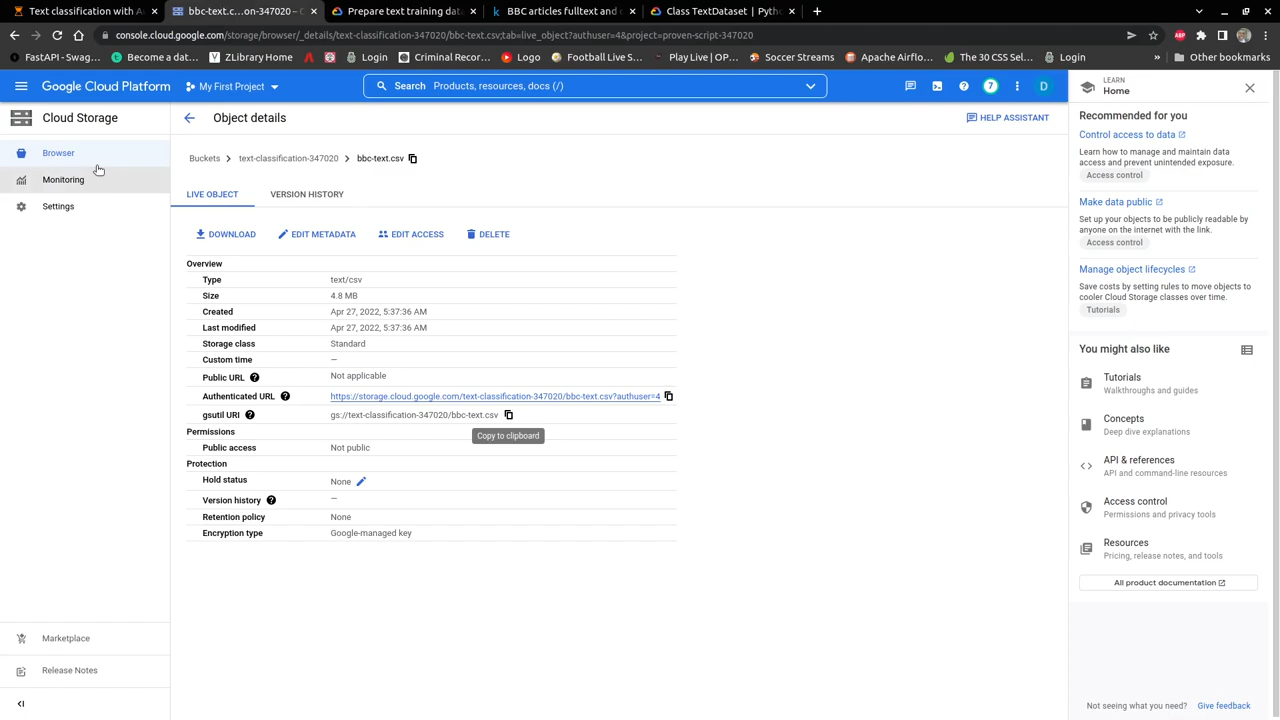 Text classification with A
bbc-text.csv – Object deta
Prepare text training data
BBC articles fulltext and c
Class TextDataset | Pyth
console.cloud.google.com/storage/browser/_details/text-classification-347020/bbc-text.csv;tab=live_object?authuser=4&project=proven-script-347020
FastAPI -Swag...
Become a dat...
ZLibrary Home
Login
Criminal Recor...
Play
Logo
Football Live S...
Play Live | OP...
Soccer Streams
Apache Airflo...
The 30 CSS Sel...
Login
»
Other bookmarks
Google Cloud Platform
My First Project
Search Products, resources, docs (/)
7
D
LEARN
Home
Cloud Storage
Browser
Monitoring
Settings
Marketplace
Release Notes
Object details
HELP ASSISTANT
Buckets > text-classification-347020 > bbc-text.csv
LIVE OBJECT
VERSION HISTORY
DOWNLOAD
EDIT METADATA
EDIT ACCESS
DELETE
Overview
Type text/csv
Size 4.8 MB
Created Apr 27, 2022, 5:37:36 AM
Last modified Apr 27, 2022, 5:37:36 AM
Storage class Standard
Custom time —
Public URL Not applicable
Authenticated URL https://storage.cloud.google.com/text-classification-347020/bbc-text.csv?authuser=4
gsutil URI gs://text-classification-347020/bbc-text.csv
Copy to clipboard
Permissions
Public access Not public
Protection
Hold status None
Version history —
Retention policy None
Encryption type Google-managed key
Recommended for you
Control access to data
Learn how to manage and maintain data
access and prevent unintended exposure.
Access control
Make data public
Set up your objects to be publicly readable by
anyone on the internet with the link.
Access control
Manage object lifecycles
Save costs by setting rules to move objects to
cooler Cloud Storage classes over time.
Tutorials
You might also like
Tutorials
Walkthroughs and guides
Concepts
Deep dive explanations
API & references
API and command-line resources
Access control
Permissions and privacy tools
Resources
Pricing, release notes, and tools
All product documentation
Not seeing what you need? Give feedback